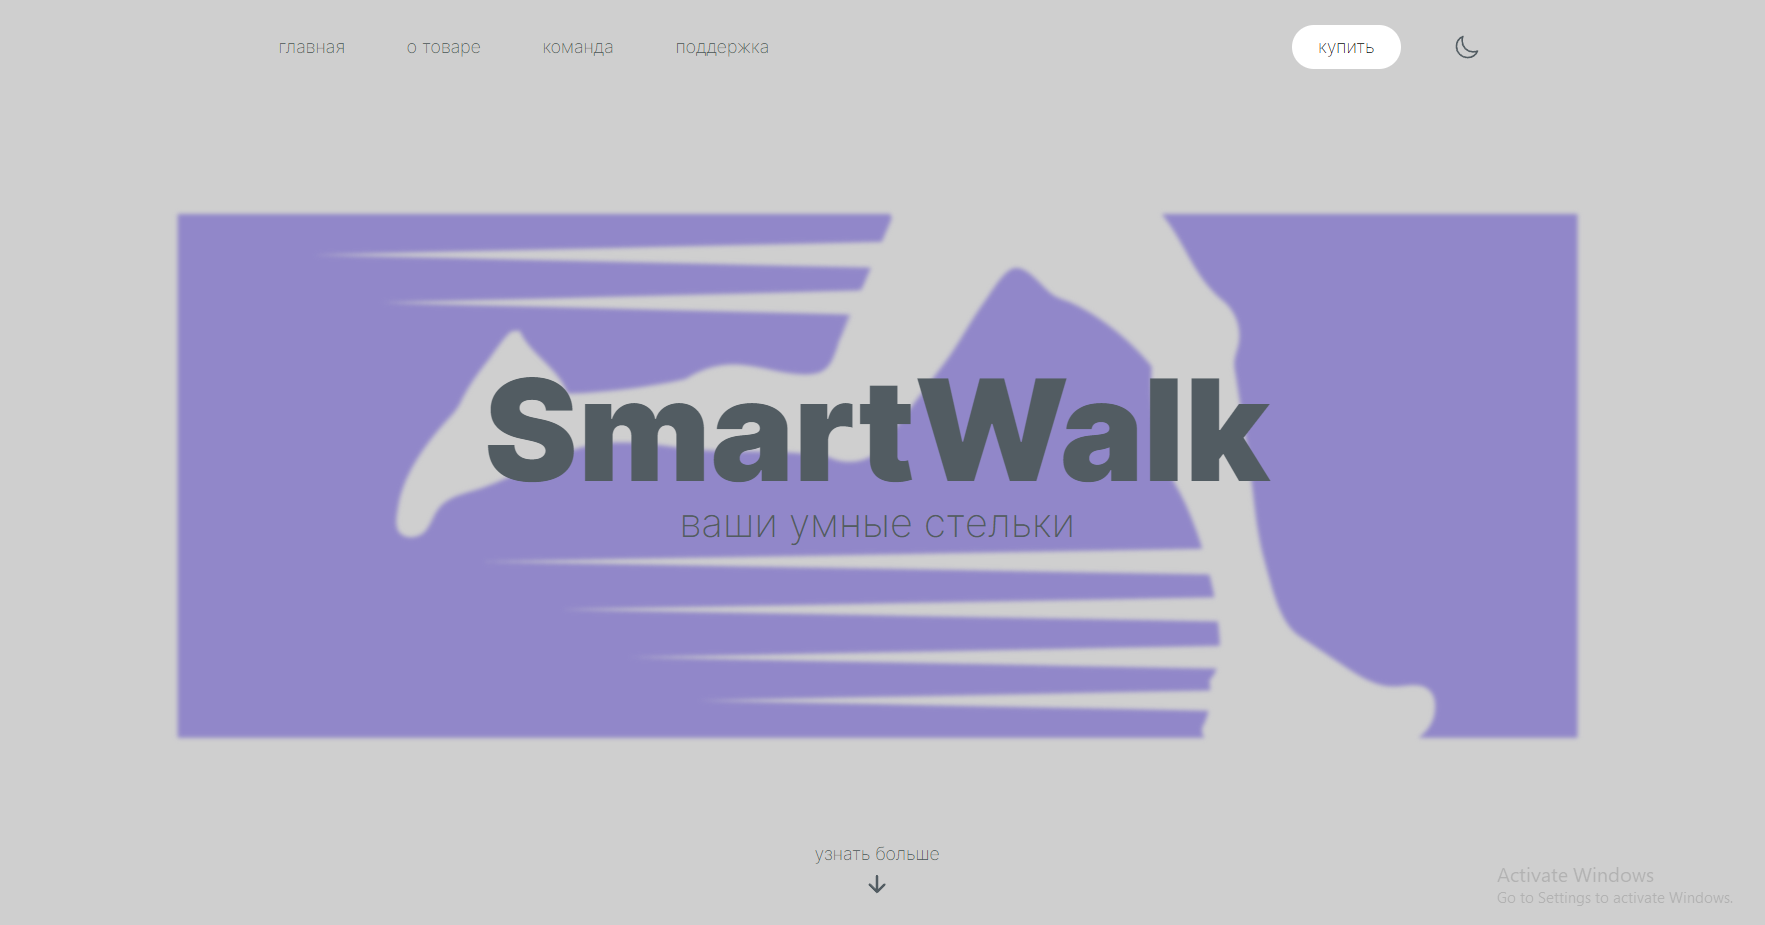 главная
о товаре
команда
поддержка
купить
SmartWalk
ваши умные стельки
узнать больше
Activate Windows
Go to Settings to activate Windows.